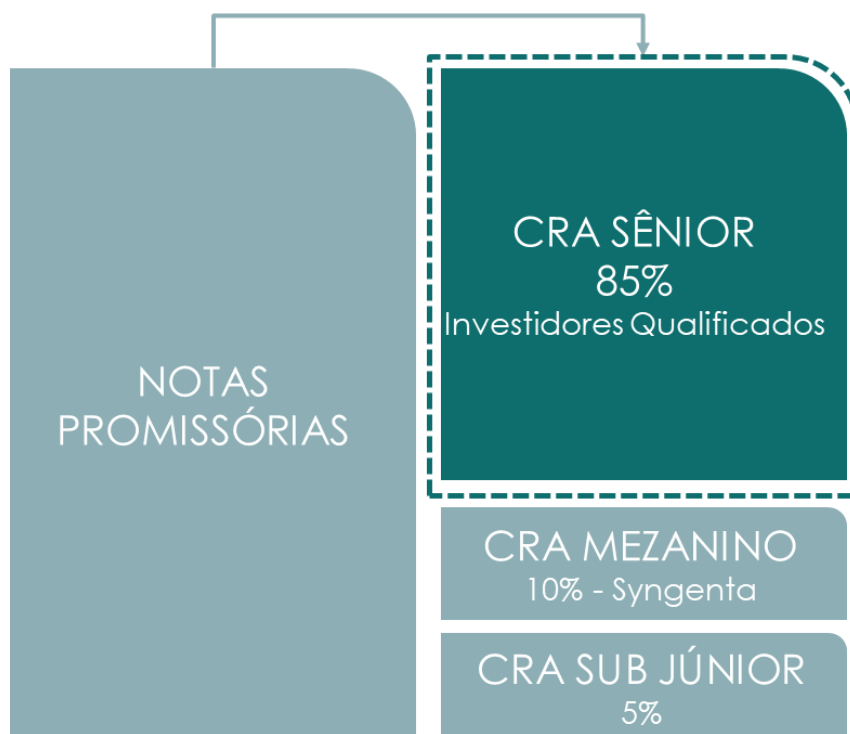 NOTAS
PROMISSÓRIAS
CRA SÊNIOR
85%
Investidores Qualificados
CRA MEZANINO
10% - Syngenta
CRA SUB JÚNIOR
5%